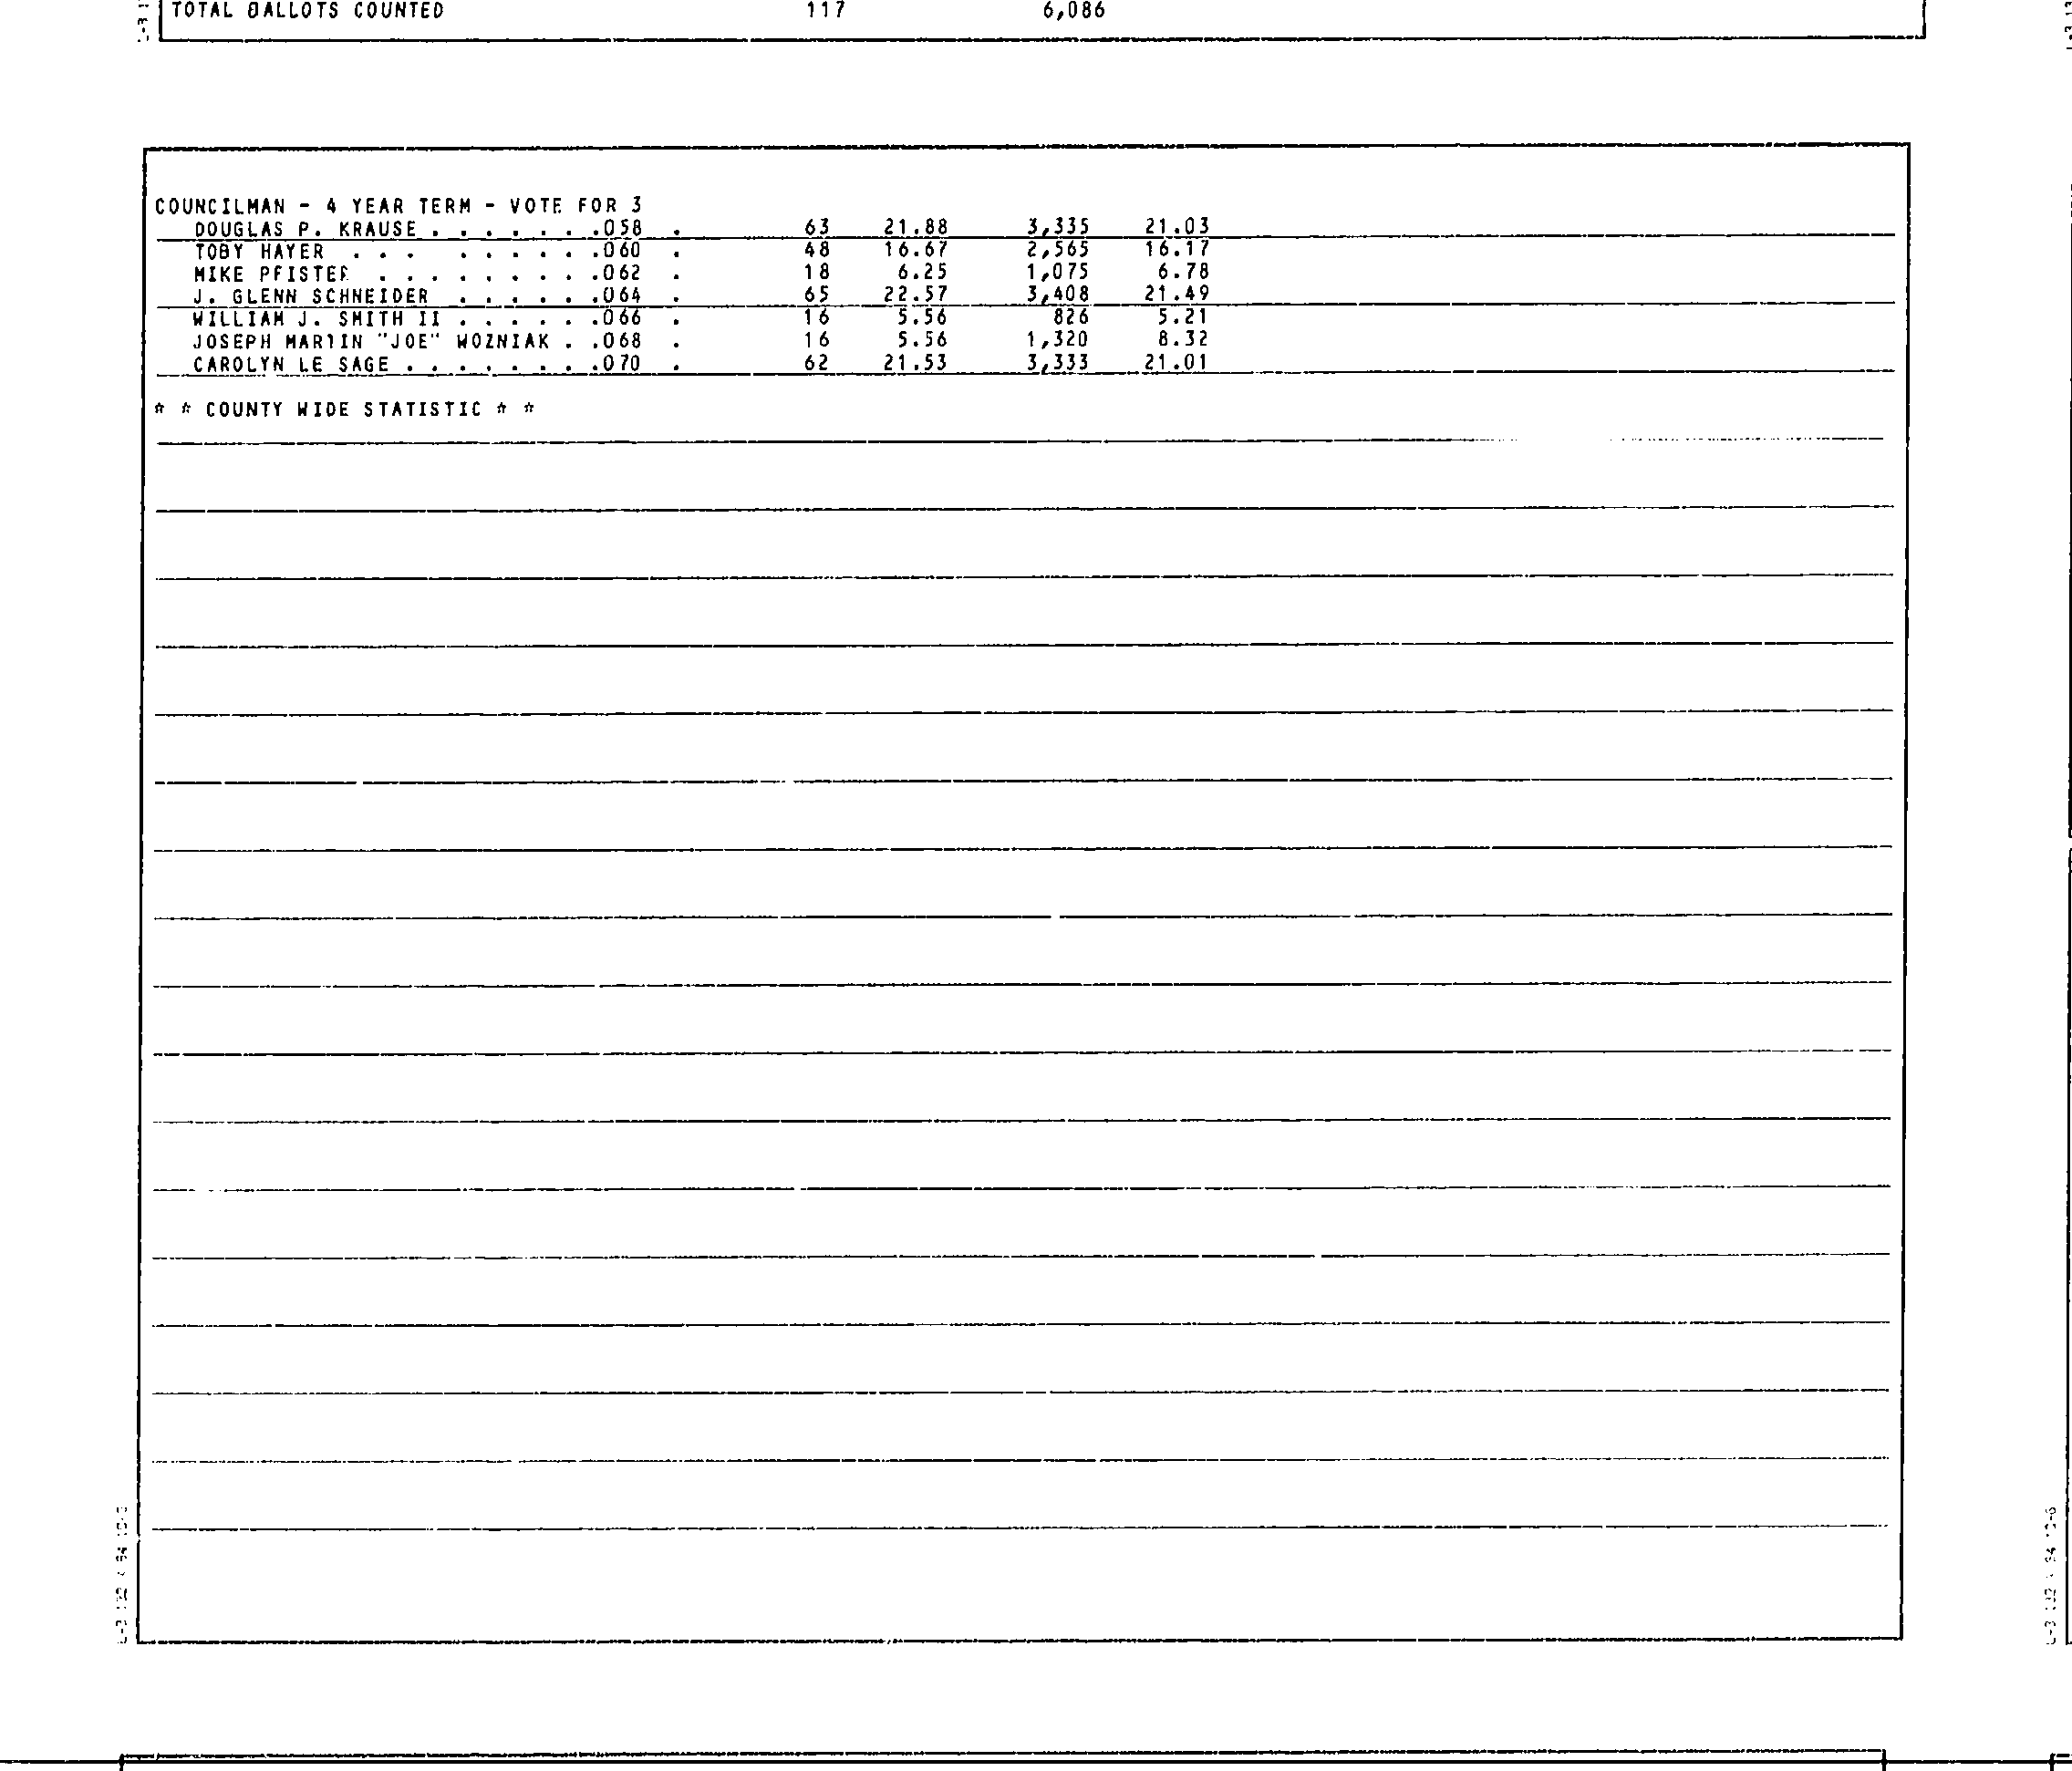 TOTAL BALLOTS COUNTED 117 6,086
COUNCILMAN - 4 YEAR TERM - VOTE FOR 3
DOUGLAS P. KRAUSE . . . . . . .058 . 63 21.88 3,335 21.03
TOBY HAYER . . . . . . . . .060 . 48 16.67 2,565 16.17
MIKE PFISTER . . . . . . . . .062 . 18 6.25 1,075 6.78
J. GLENN SCHNEIDER . . . . . .064 . 65 22.57 3,408 21.49
WILLIAM J. SMITH II . . . . . .066 . 16 5.56 826 5.21
JOSEPH MARTIN "JOE" WOZNIAK . .068 . 16 5.56 1,320 8.32
CAROLYN LE SAGE . . . . . . . .070 . 62 21.53 3,333 21.01
* * COUNTY WIDE STATISTIC * *